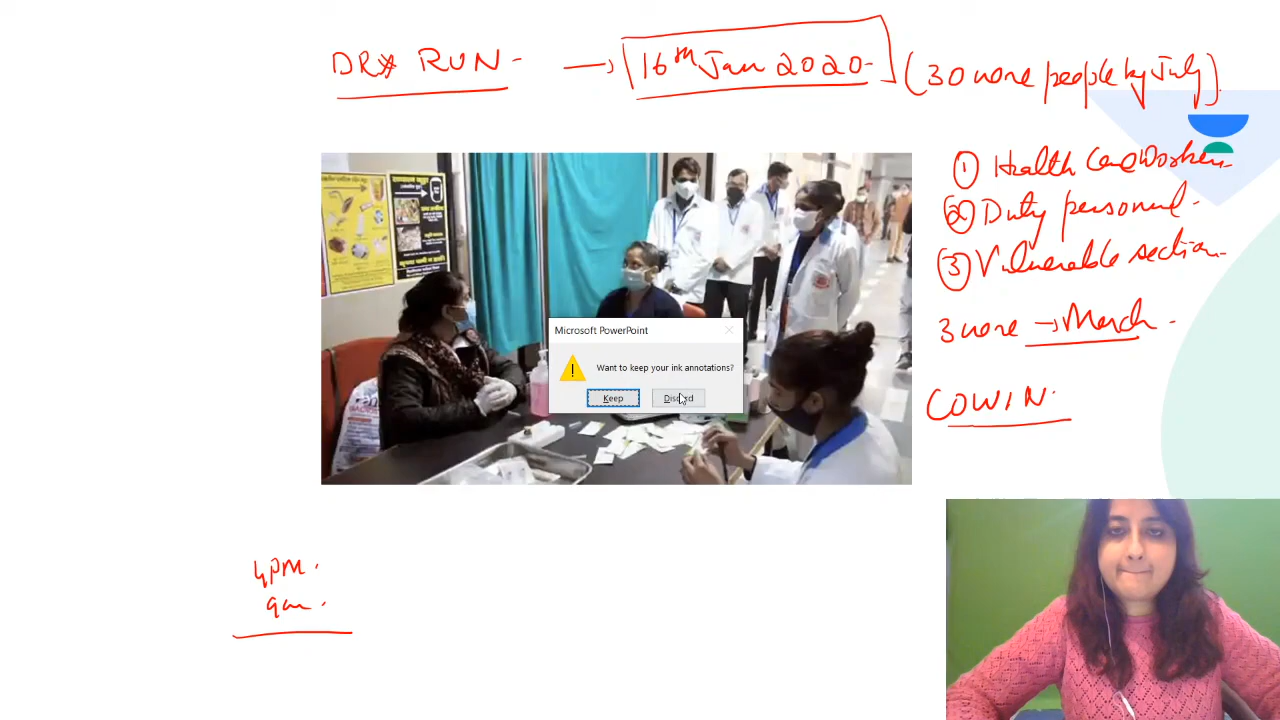 DRY RUN - → 16th Jan 2020- (30 crore people by July).
① Health Care Workers
② Duty personnel -
③ Vulnerable section..
3 crore → March -
COWIN.
Microsoft PowerPoint
Want to keep your ink annotations?
Keep Discard
4PM.
9am.